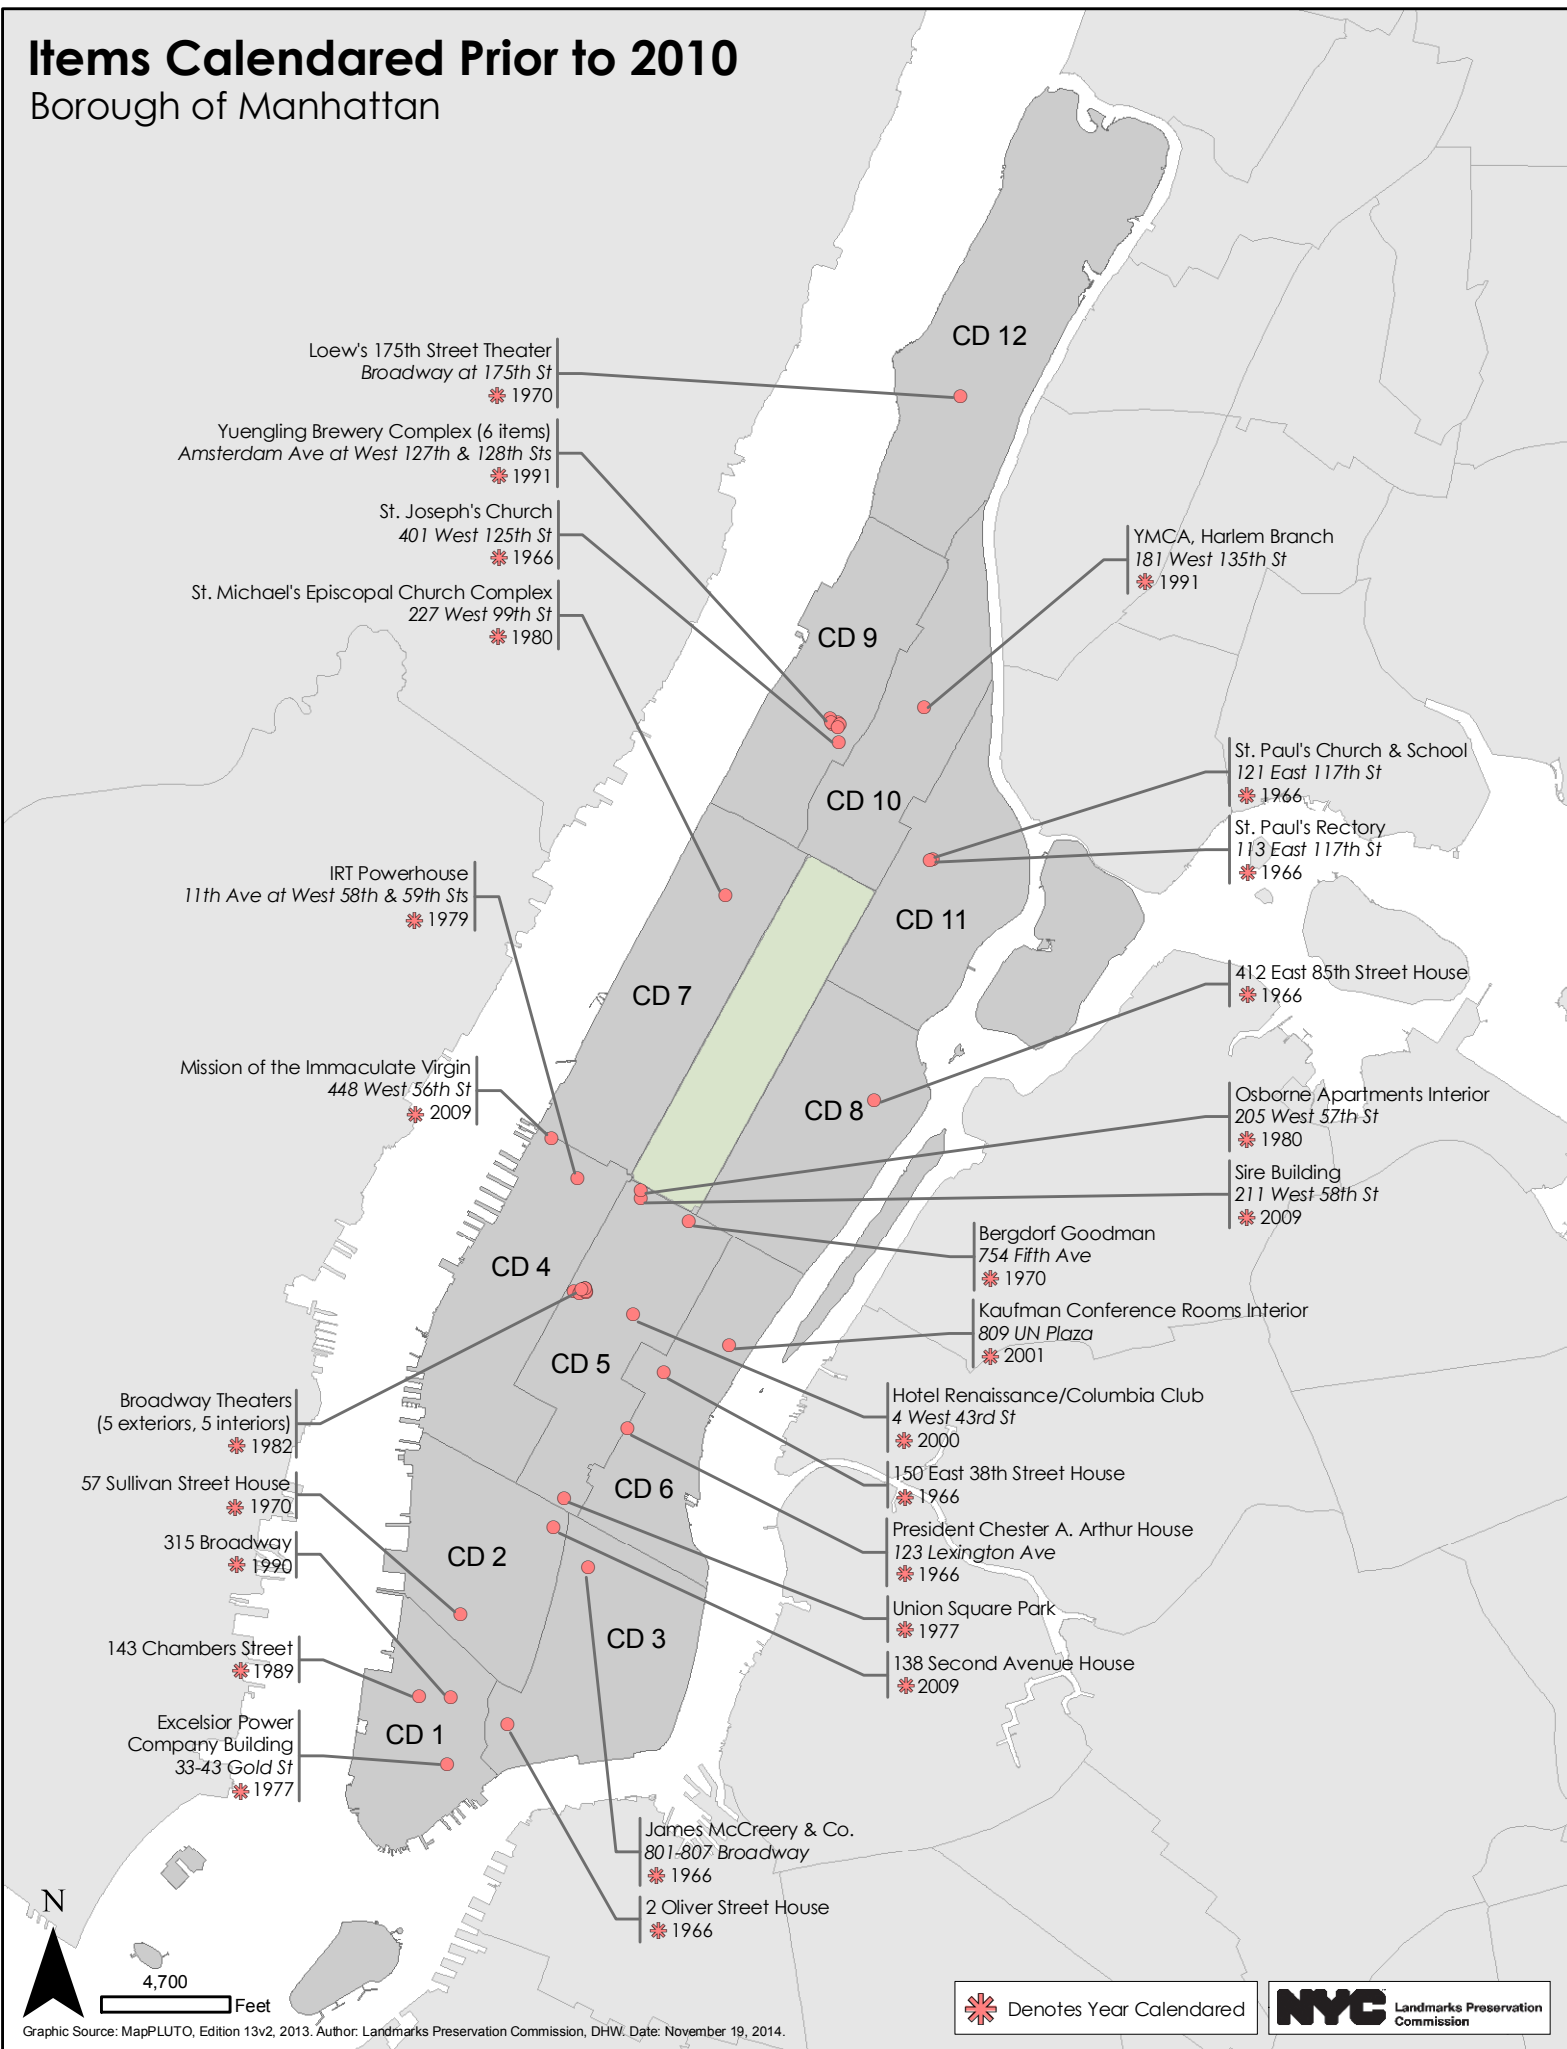 Items Calendared Prior to 2010
Borough of Manhattan
Loew's 175th Street Theater
Broadway at 175th St
1970
Yuengling Brewery Complex (6 items)
Amsterdam Ave at West 127th & 128th Sts
1991
St. Joseph's Church
401 West 125th St
1966
St. Michael's Episcopal Church Complex
227 West 99th St
1980
IRT Powerhouse
11th Ave at West 58th & 59th Sts
1979
Mission of the Immaculate Virgin
448 West 56th St
2009
Broadway Theaters
(5 exteriors, 5 interiors)
1982
57 Sullivan Street House
1970
315 Broadway
1990
143 Chambers Street
1989
Excelsior Power
Company Building
33-43 Gold St
1977
CD 12
CD 9
CD 10
CD 11
CD 7
CD 8
CD 4
CD 5
CD 6
CD 2
CD 3
CD 1
YMCA, Harlem Branch
181 West 135th St
1991
St. Paul's Church & School
121 East 117th St
1966
St. Paul's Rectory
113 East 117th St
1966
412 East 85th Street House
1966
Osborne Apartments Interior
205 West 57th St
1980
Sire Building
211 West 58th St
2009
Bergdorf Goodman
754 Fifth Ave
1970
Kaufman Conference Rooms Interior
809 UN Plaza
2001
Hotel Renaissance/Columbia Club
4 West 43rd St
2000
150 East 38th Street House
1966
President Chester A. Arthur House
123 Lexington Ave
1966
Union Square Park
1977
138 Second Avenue House
2009
James McCreery & Co.
801-807 Broadway
1966
2 Oliver Street House
1966
N
4,700
Feet
Graphic Source: MapPLUTO, Edition 13v2, 2013. Author: Landmarks Preservation Commission, DHW. Date: November 19, 2014.
Denotes Year Calendared
NYC
Landmarks Preservation
Commission